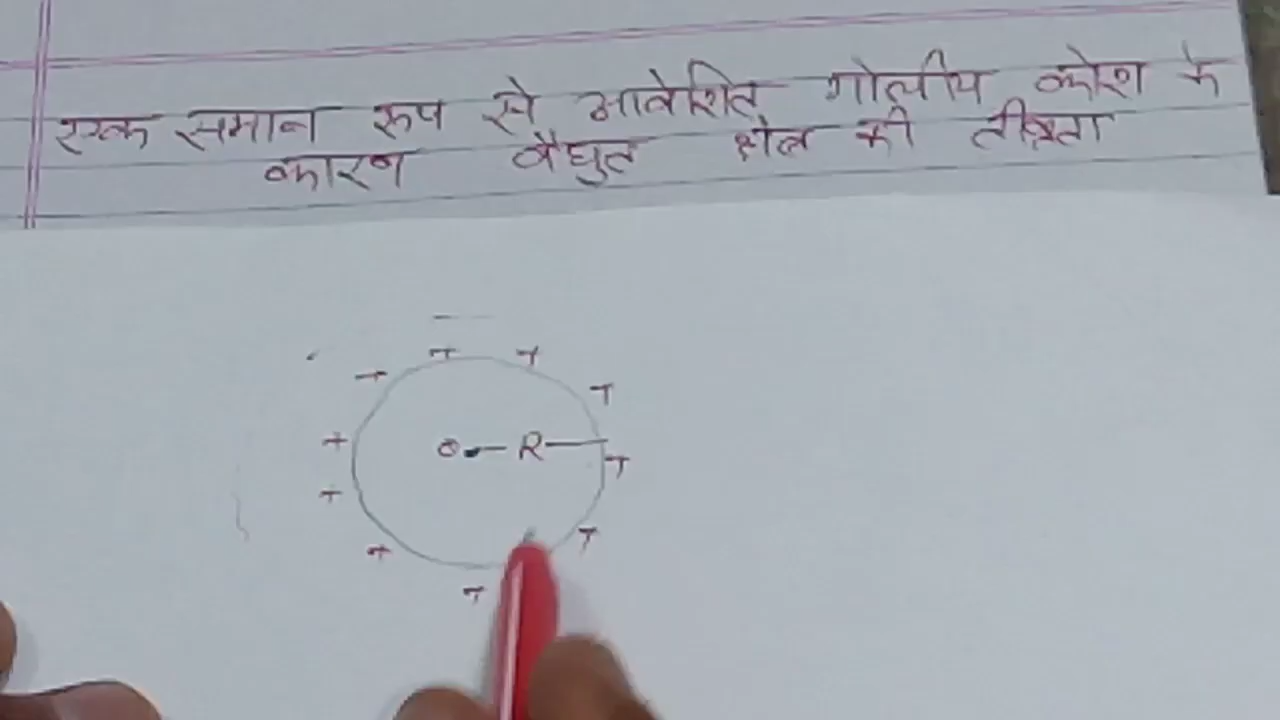 एक समान रूप से आवेशित गोलीय कोश के
कारण वैद्युत क्षेत्र की तीव्रता
+ + + + + + + + + + +
O R